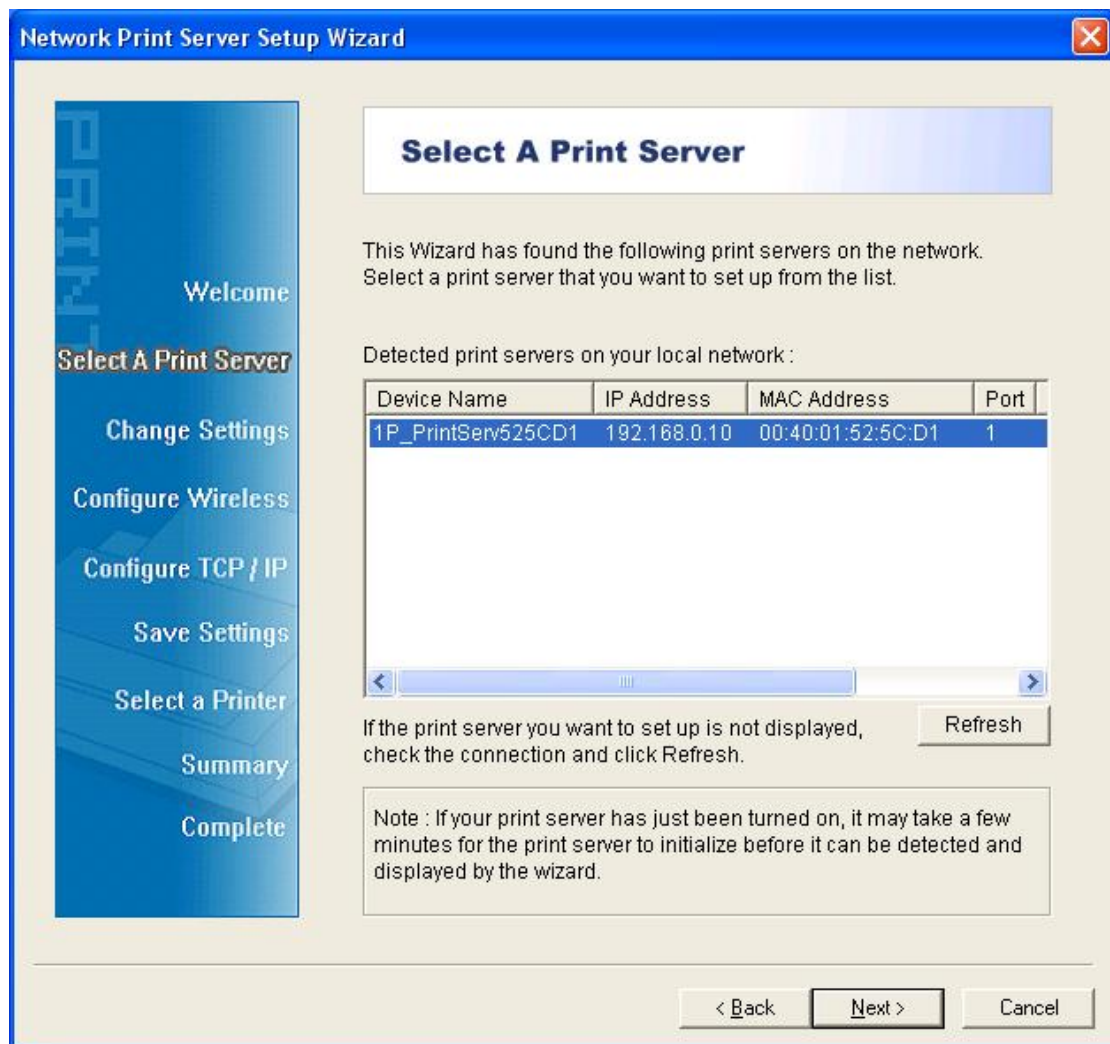 Network Print Server Setup Wizard
PRINT
Welcome
Select A Print Server
Change Settings
Configure Wireless
Configure TCP / IP
Save Settings
Select a Printer
Summary
Complete
Select A Print Server
This Wizard has found the following print servers on the network.
Select a print server that you want to set up from the list.
Detected print servers on your local network :
Device Name IP Address MAC Address Port
1P_PrintServ525CD1 192.168.0.10 00:40:01:52:5C:D1 1
If the print server you want to set up is not displayed,
check the connection and click Refresh.
Refresh
Note : If your print server has just been turned on, it may take a few
minutes for the print server to initialize before it can be detected and
displayed by the wizard.
< Back Next > Cancel